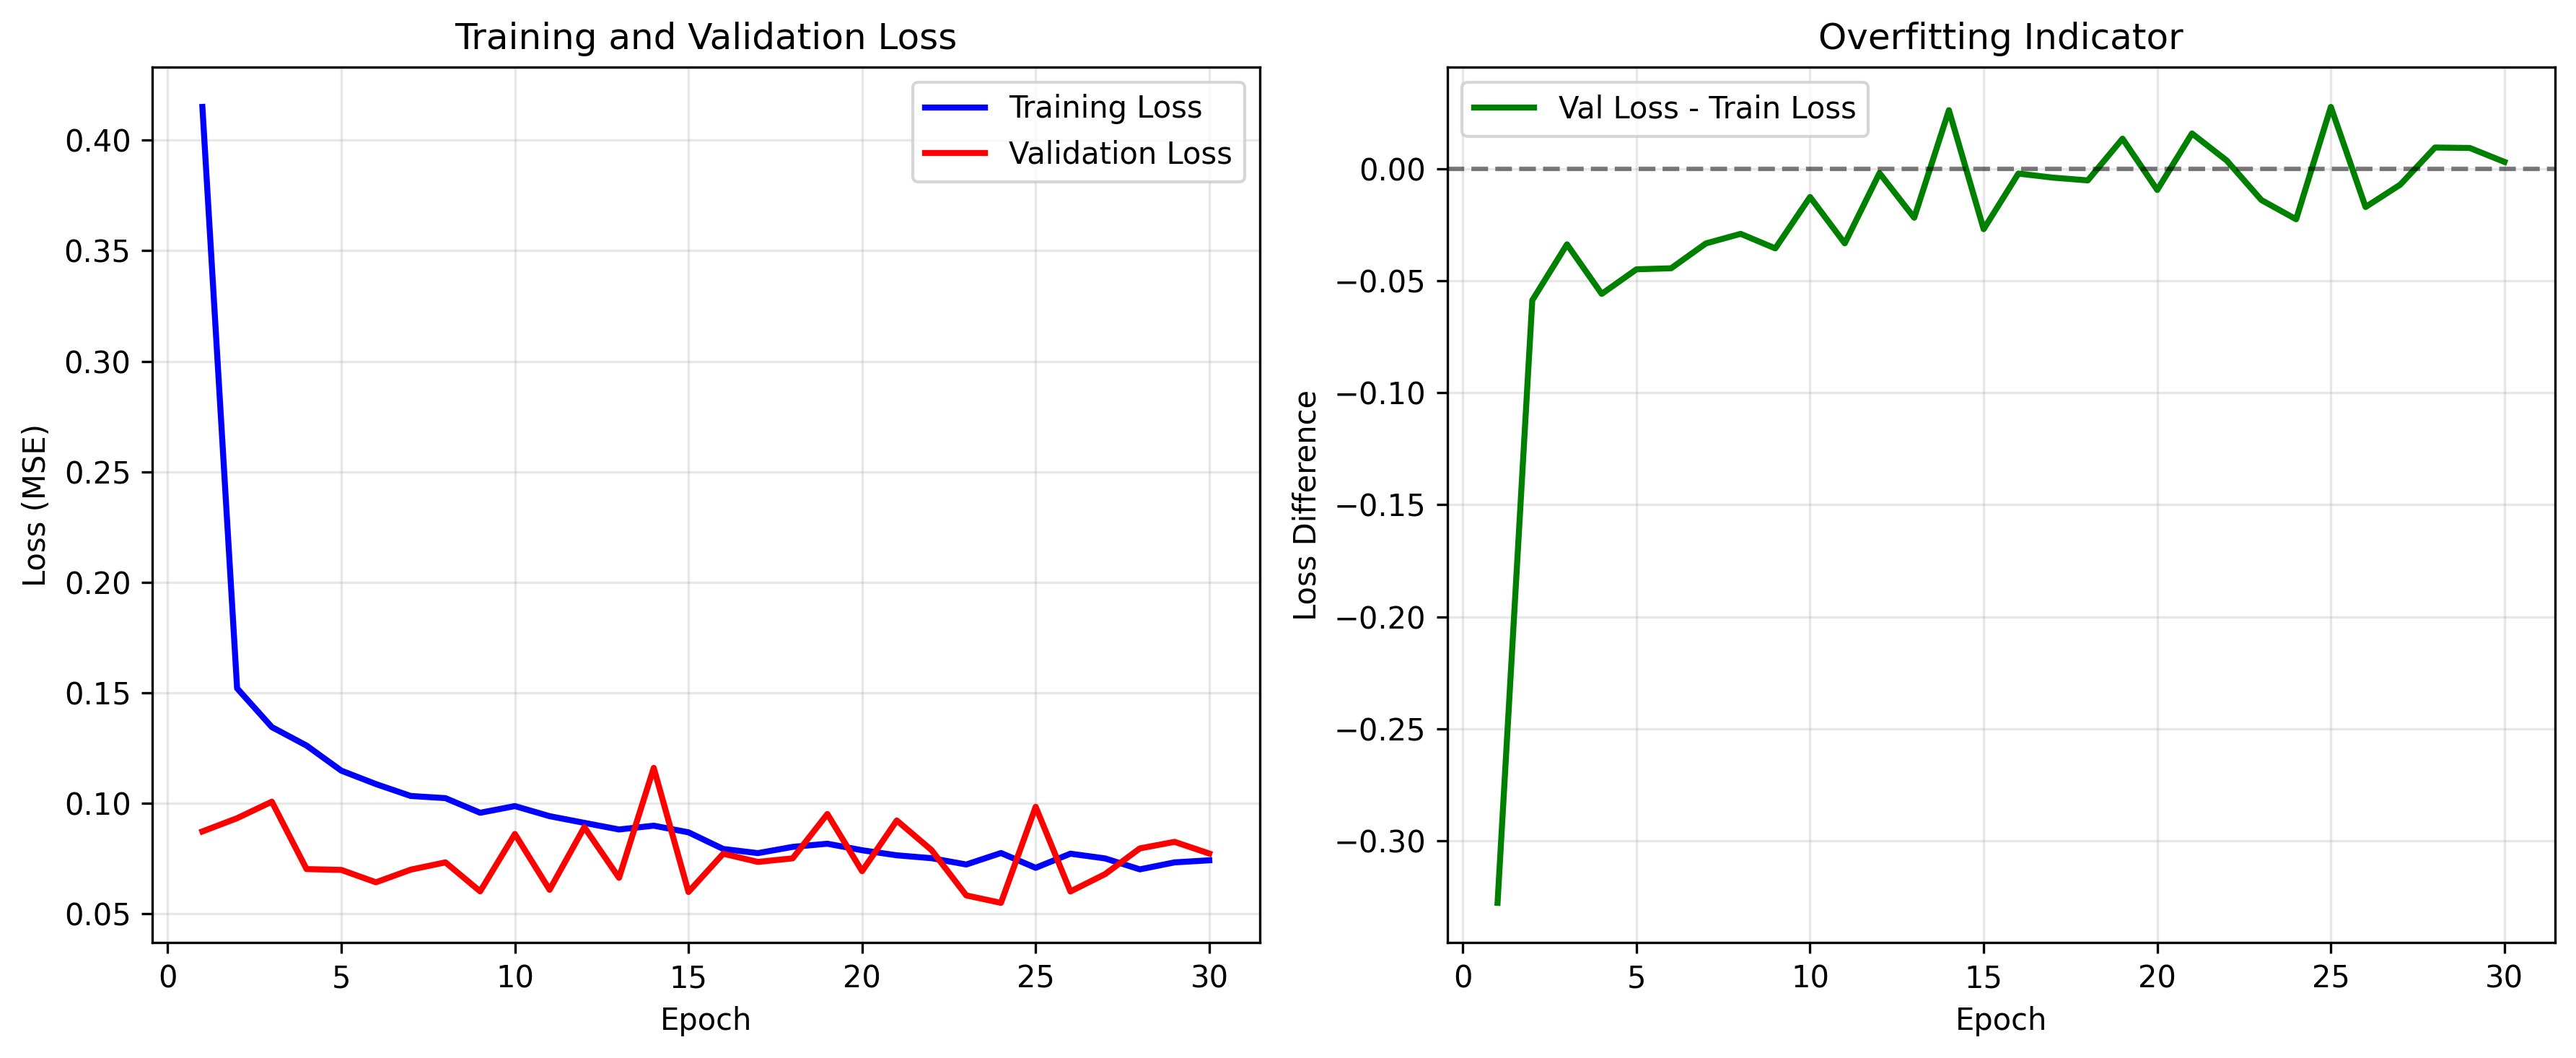 Training and Validation Loss
Training Loss
Validation Loss
0.40
0.35
0.30
0.25
0.20
0.15
0.10
0.05
Loss (MSE)
0 5 10 15 20 25 30
Epoch
Overfitting Indicator
Val Loss - Train Loss
0.00
−0.05
−0.10
−0.15
−0.20
−0.25
−0.30
Loss Difference
0 5 10 15 20 25 30
Epoch